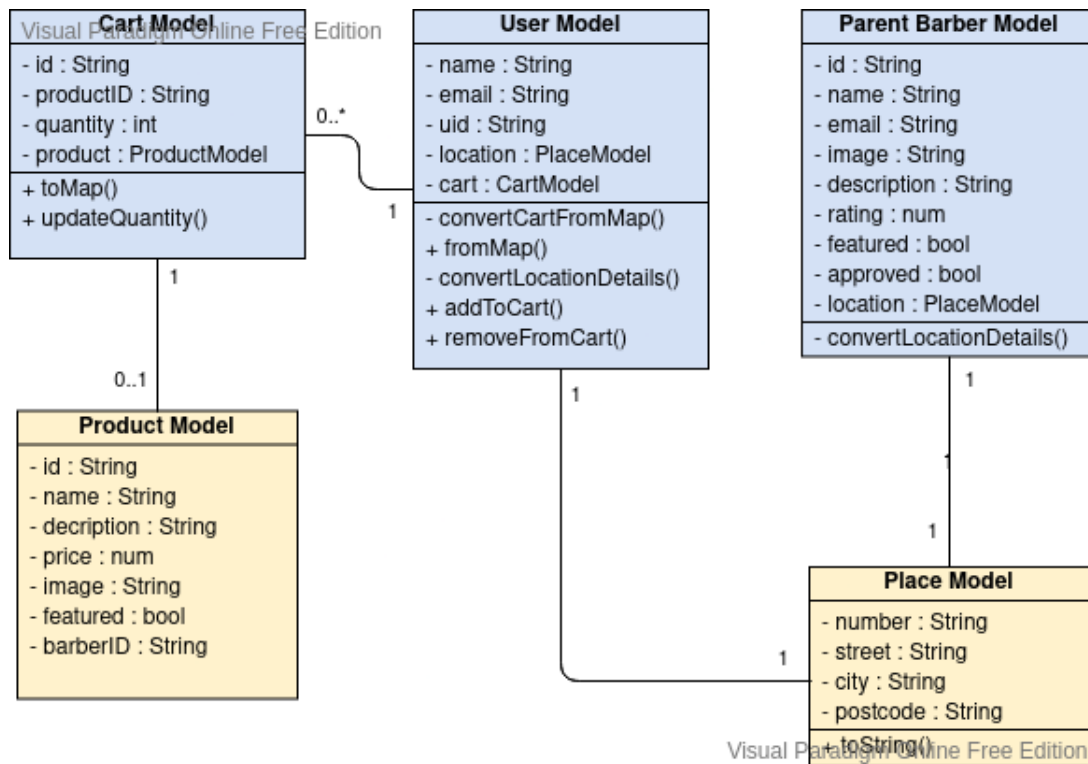 Cart Model
Visual Paradigm Online Free Edition
- id : String
- productID : String
- quantity : int
- product : ProductModel
+ toMap()
+ updateQuantity()
0..*
1
User Model
- name : String
- email : String
- uid : String
- location : PlaceModel
- cart : CartModel
- convertCartFromMap()
+ fromMap()
- convertLocationDetails()
+ addToCart()
+ removeFromCart()
Parent Barber Model
- id : String
- name : String
- email : String
- image : String
- description : String
- rating : num
- featured : bool
- approved : bool
- location : PlaceModel
- convertLocationDetails()
1
0..1
Product Model
- id : String
- name : String
- decription : String
- price : num
- image : String
- featured : bool
- barberID : String
1
1
1
1
1
Place Model
- number : String
- street : String
- city : String
- postcode : String
+ toString()
Visual Paradigm Online Free Edition